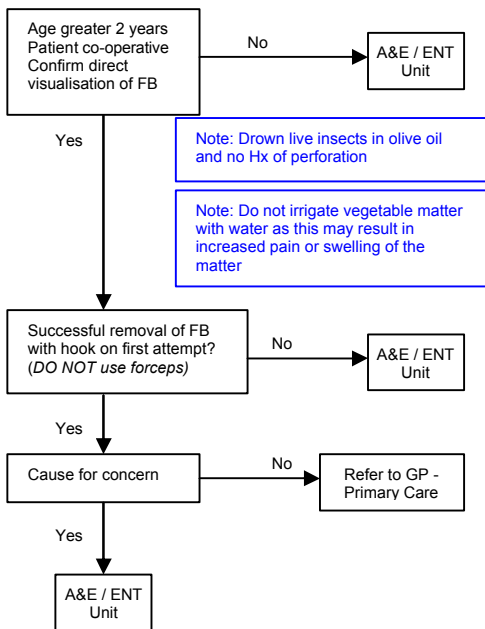 Age greater 2 years
Patient co-operative
Confirm direct
visualisation of FB
No
A&E / ENT
Unit
Yes
Note: Drown live insects in olive oil
and no Hx of perforation
Note: Do not irrigate vegetable matter
with water as this may result in
increased pain or swelling of the
matter
Successful removal of FB
with hook on first attempt?
(DO NOT use forceps)
No
A&E / ENT
Unit
Yes
Cause for concern
No
Refer to GP -
Primary Care
Yes
A&E / ENT
Unit